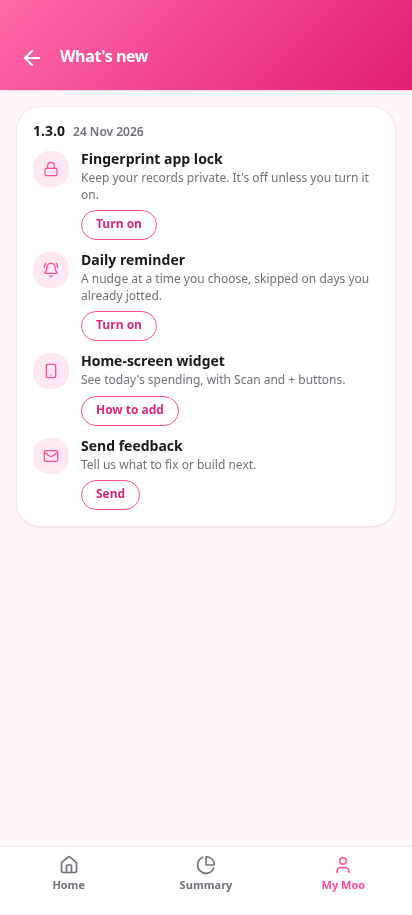 What's new
1.3.0 24 Nov 2026
Fingerprint app lock
Keep your records private. It's off unless you turn it
on.
Turn on
Daily reminder
A nudge at a time you choose, skipped on days you
already jotted.
Turn on
Home-screen widget
See today's spending, with Scan and + buttons.
How to add
Send feedback
Tell us what to fix or build next.
Send
Home
Summary
My Moo